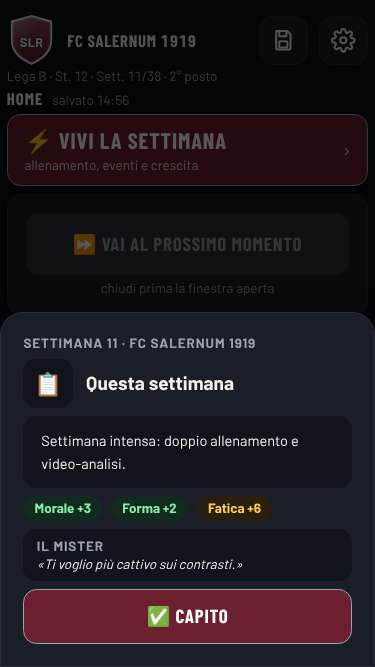 SLR
FC SALERNUM 1919
Lega B · St. 12 · Sett. 11/38 · 2° posto
HOME salvato 14:56
⚡ VIVI LA SETTIMANA ›
allenamento, eventi e crescita
⏩ VAI AL PROSSIMO MOMENTO
chiudi prima la finestra aperta
SETTIMANA 11 · FC SALERNUM 1919
📋 Questa settimana
Settimana intensa: doppio allenamento e
video-analisi.
Morale +3 Forma +2 Fatica +6
IL MISTER
«Ti voglio più cattivo sui contrasti.»
✅ CAPITO